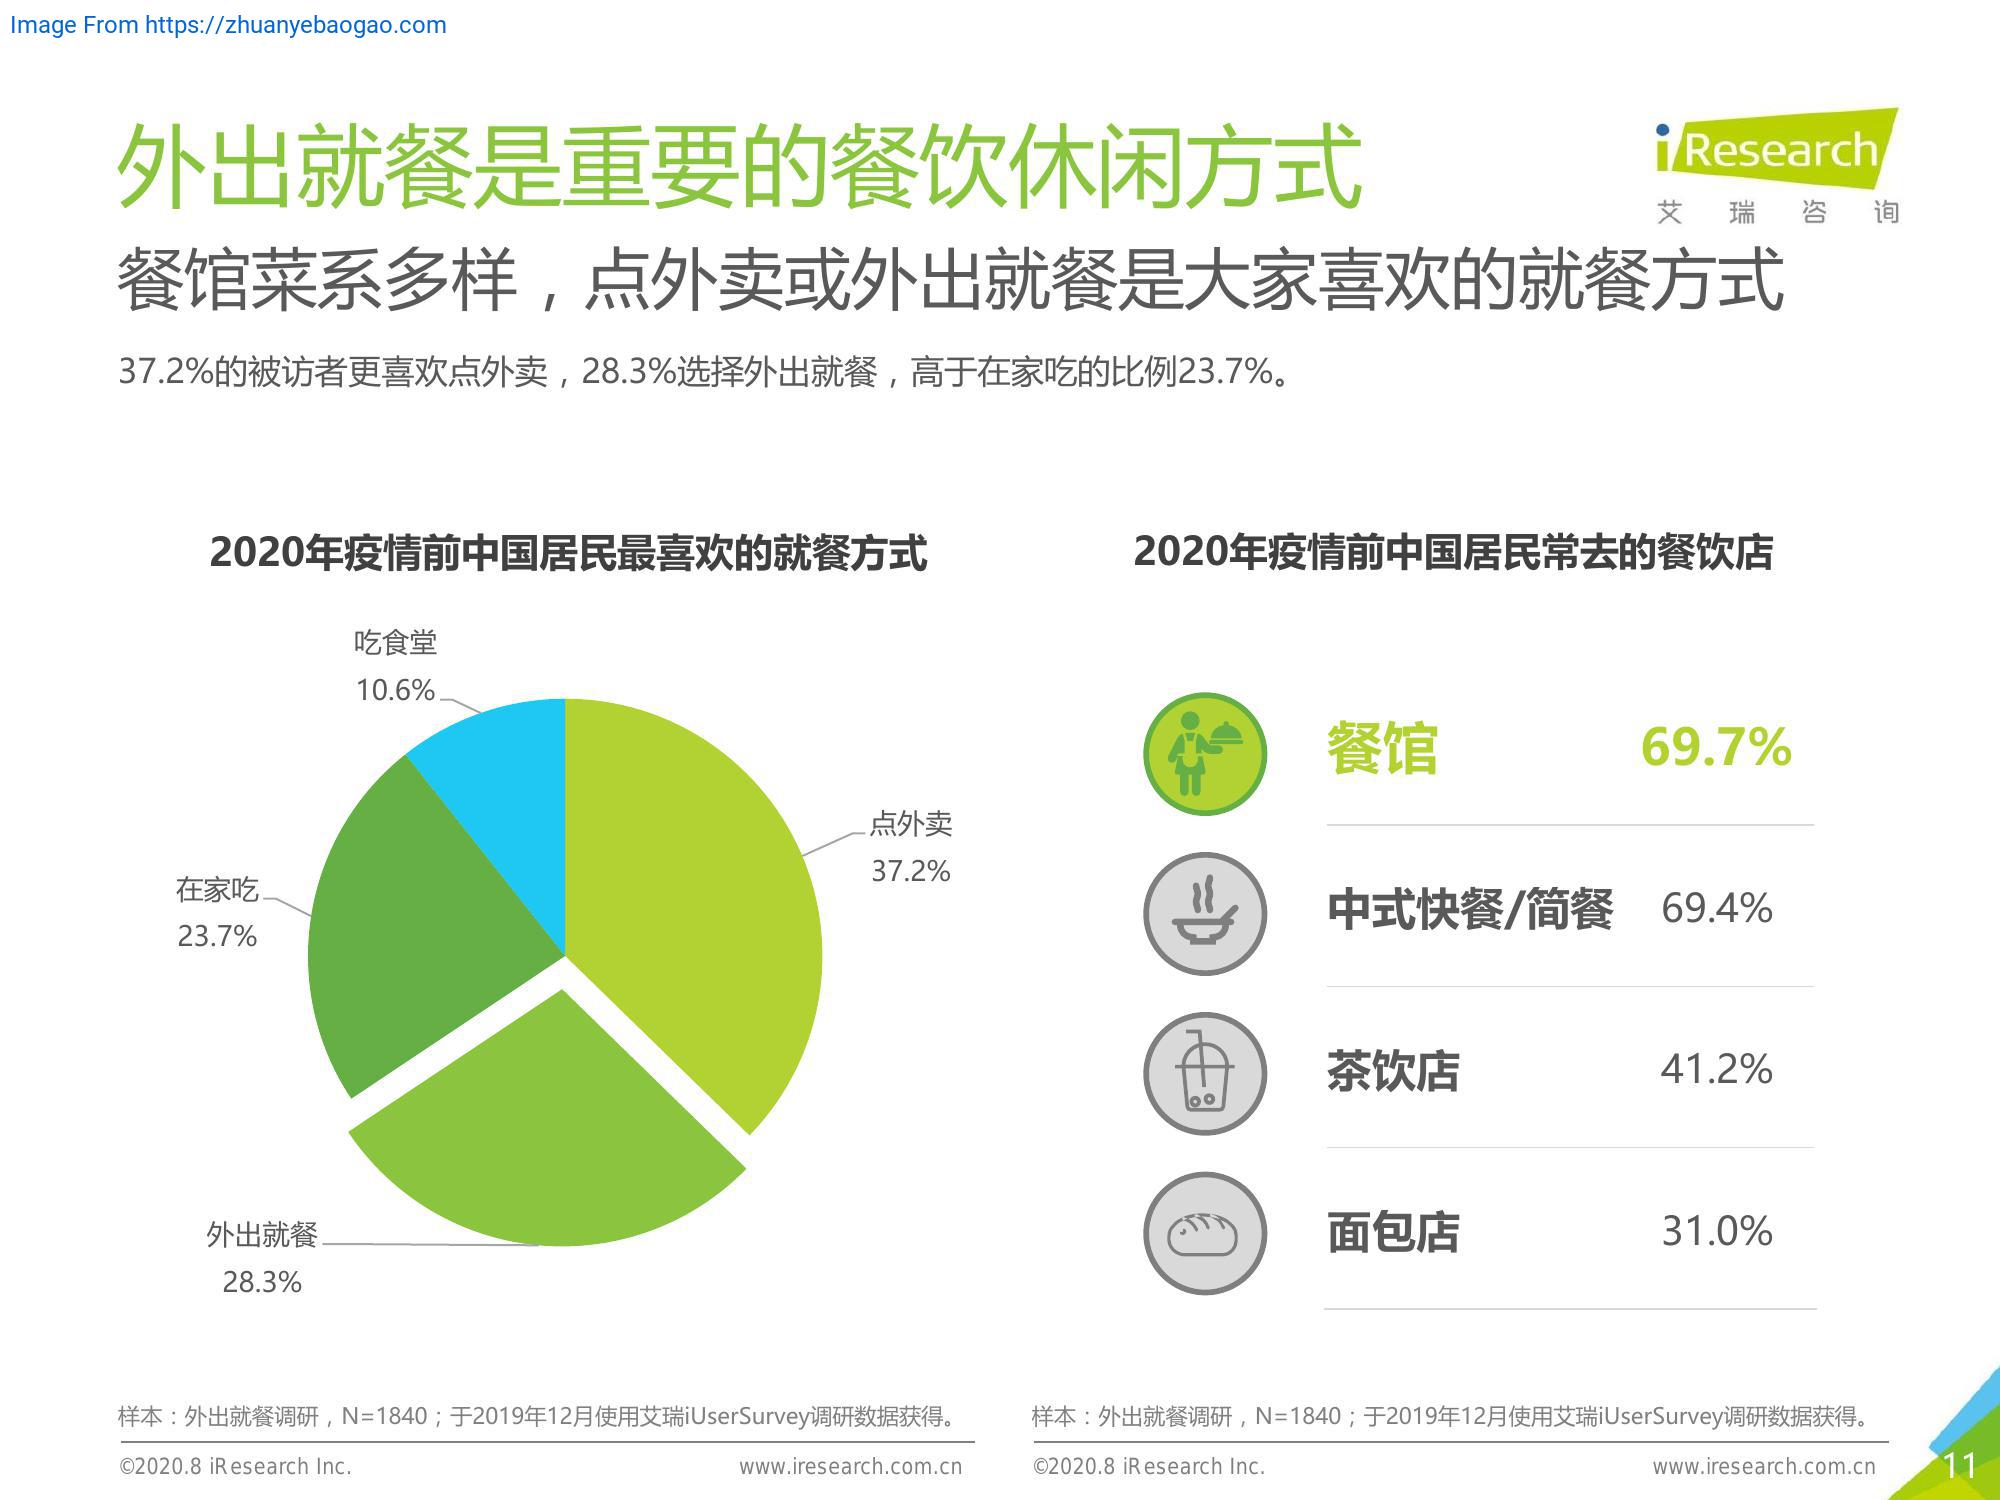 Image From https://zhuanyebaogao.com
外出就餐是重要的餐饮休闲方式
iResearch
艾瑞咨询
餐馆菜系多样，点外卖或外出就餐是大家喜欢的就餐方式
37.2%的被访者更喜欢点外卖，28.3%选择外出就餐，高于在家吃的比例23.7%。
2020年疫情前中国居民最喜欢的就餐方式
吃食堂
10.6%
点外卖
37.2%
在家吃
23.7%
外出就餐
28.3%
2020年疫情前中国居民常去的餐饮店
餐馆 69.7%
中式快餐/简餐 69.4%
茶饮店 41.2%
面包店 31.0%
样本：外出就餐调研，N=1840；于2019年12月使用艾瑞iUserSurvey调研数据获得。
©2020.8 iResearch Inc. www.iresearch.com.cn
样本：外出就餐调研，N=1840；于2019年12月使用艾瑞iUserSurvey调研数据获得。
©2020.8 iResearch Inc. www.iresearch.com.cn
11